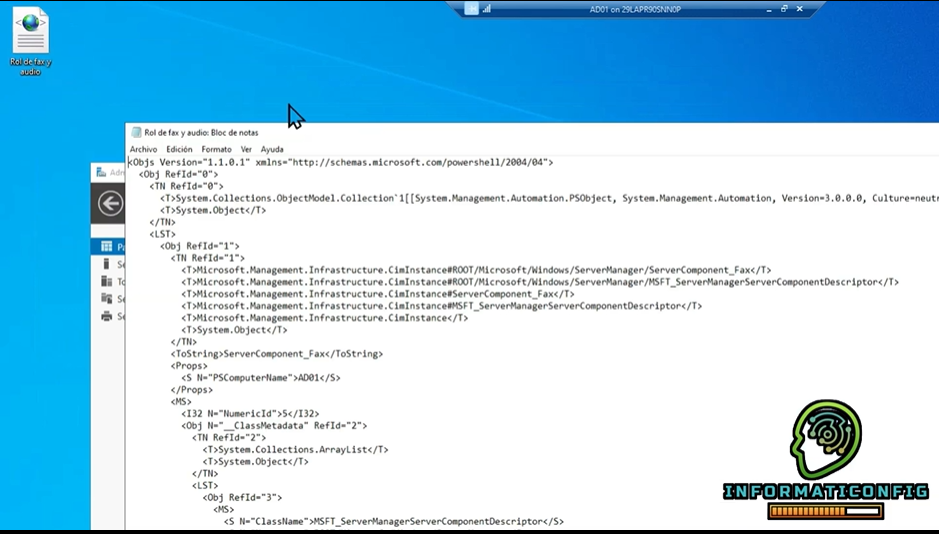 AD01 on 29LAPR90SNN0P
Rol de fax y
audio
Rol de fax y audio: Bloc de notas
Archivo Edición Formato Ver Ayuda
<Objs Version="1.1.0.1" xmlns="http://schemas.microsoft.com/powershell/2004/04">
<Obj RefId="0">
<TN RefId="0">
<T>System.Collections.ObjectModel.Collection`1[[System.Management.Automation.PSObject, System.Management.Automation, Version=3.0.0.0, Culture=neutr
<T>System.Object</T>
</TN>
<LST>
<Obj RefId="1">
<TN RefId="1">
<T>Microsoft.Management.Infrastructure.CimInstance#ROOT/Microsoft/Windows/ServerManager/ServerComponent_Fax</T>
<T>Microsoft.Management.Infrastructure.CimInstance#ROOT/Microsoft/Windows/ServerManager/MSFT_ServerManagerServerComponentDescriptor</T>
<T>Microsoft.Management.Infrastructure.CimInstance#ServerComponent_Fax</T>
<T>Microsoft.Management.Infrastructure.CimInstance#MSFT_ServerManagerServerComponentDescriptor</T>
<T>Microsoft.Management.Infrastructure.CimInstance</T>
<T>System.Object</T>
</TN>
<ToString>ServerComponent_Fax</ToString>
<Props>
<S N="PSComputerName">AD01</S>
</Props>
<MS>
<I32 N="NumericId">5</I32>
<Obj N="__ClassMetadata" RefId="2">
<TN RefId="2">
<T>System.Collections.ArrayList</T>
<T>System.Object</T>
</TN>
<LST>
<Obj RefId="3">
<MS>
<S N="ClassName">MSFT_ServerManagerServerComponentDescriptor</S>
Adm
Pa
Se
To
Se
Se
INFORMATICONFIG